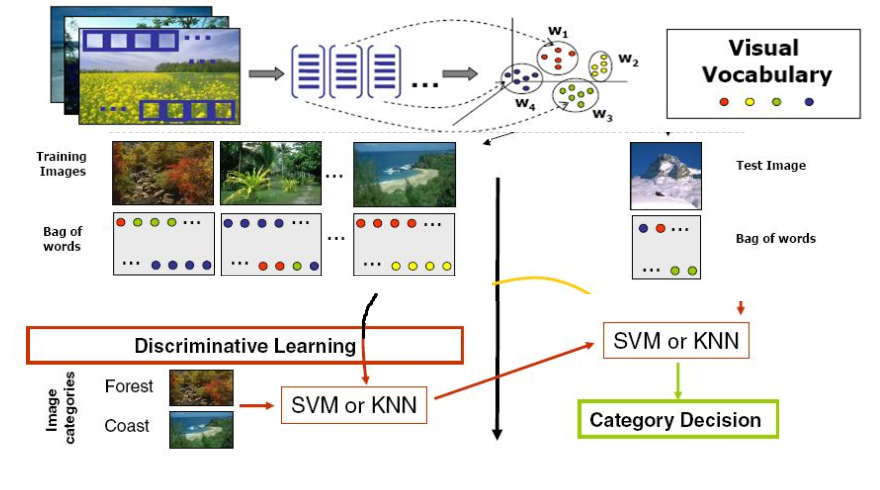 w1
w2
w3
w4
Visual
Vocabulary
Training
Images
...
Test Image
Bag of
words
...
Bag of words
Discriminative Learning
SVM or KNN
Image
categories
Forest
Coast
SVM or KNN
Category Decision